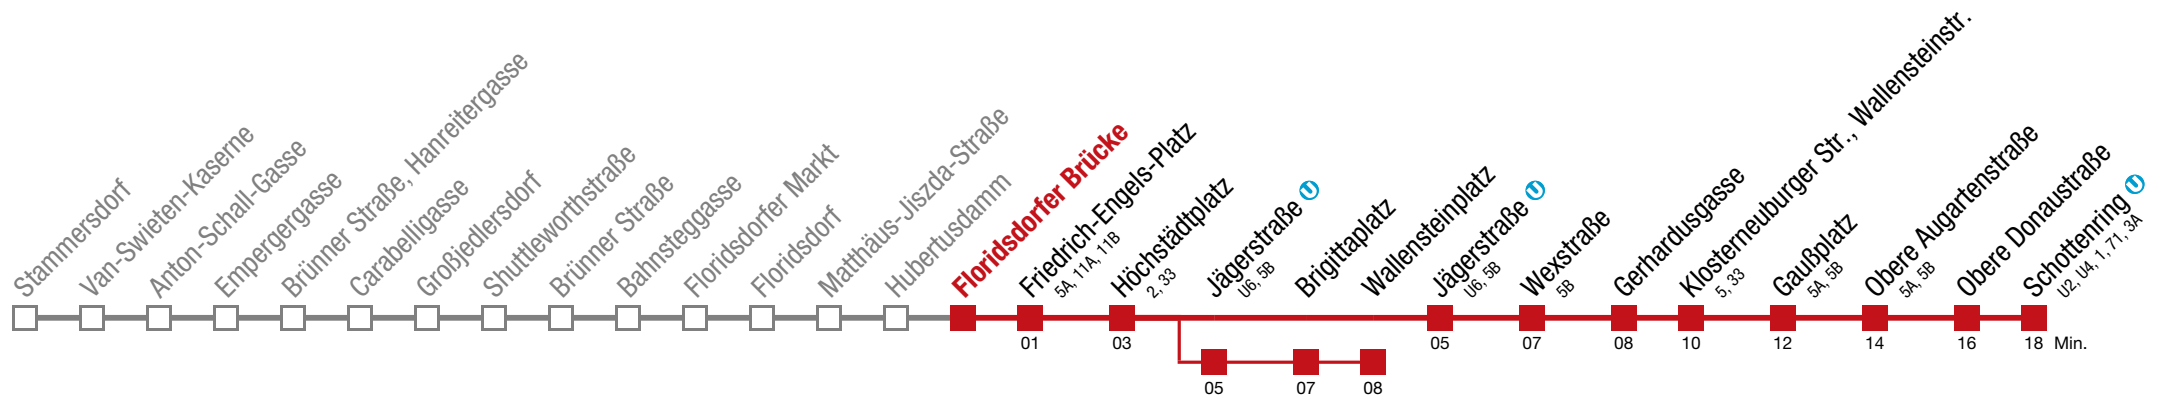 Stammersdorf
Van-Swieten-Kaserne
Anton-Schall-Gasse
Empergergasse
Brünner Straße, Hanreitergasse
Carabelligasse
Großjedlersdorf
Shuttleworthstraße
Brünner Straße
Bahnsteggasse
Floridsdorfer Markt
Floridsdorf
Matthäus-Jiszda-Straße
Hubertusdamm
Floridsdorfer Brücke
Friedrich-Engels-Platz
5A, 11A, 11B
Höchstädtplatz
2, 33
Jägerstraße U
U6, 5B
Brigittaplatz
Wallensteinplatz
Jägerstraße U
U6, 5B
Wexstraße
5B
Gerhardusgasse
Klosterneuburger Str., Wallensteinstr.
5, 33
Gaußplatz
5A, 5B
Obere Augartenstraße
5A, 5B
Obere Donaustraße
Schottenring U
U2, U4, 1, 71, 3A
01 03 05 07 08 10 12 14 16 18 Min.
05 07 08